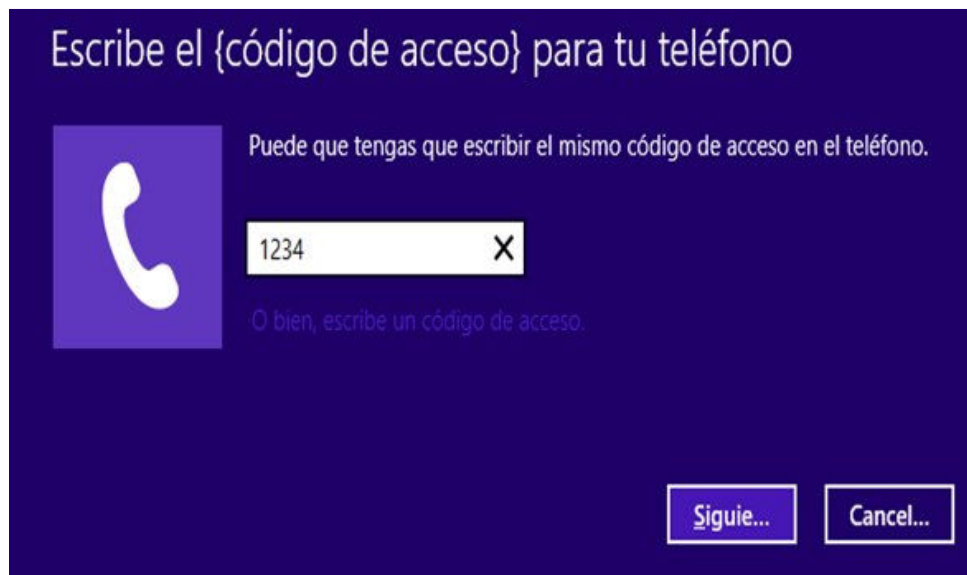 Escribe el {código de acceso} para tu teléfono
Puede que tengas que escribir el mismo código de acceso en el teléfono.
1234 X
O bien, escribe un código de acceso.
Siguie... Cancel...